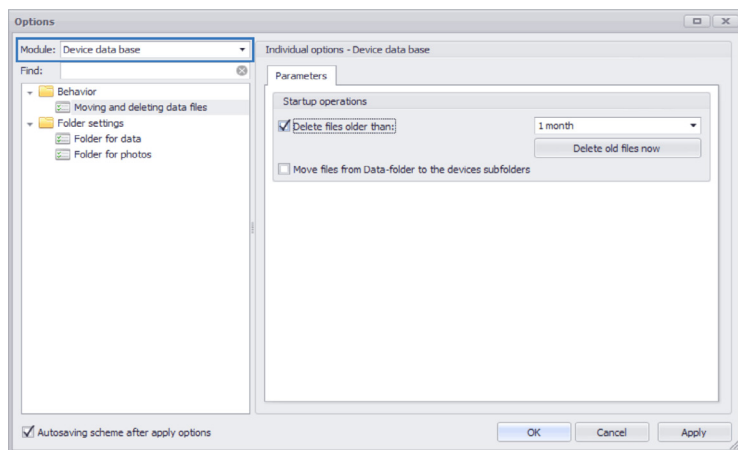 Options
Module: Device data base
Find:
Behavior
Moving and deleting data files
Folder settings
Folder for data
Folder for photos
Individual options - Device data base
Parameters
Startup operations
Delete files older than: 1 month
Delete old files now
Move files from Data-folder to the devices subfolders
Autosaving scheme after apply options
OK Cancel Apply